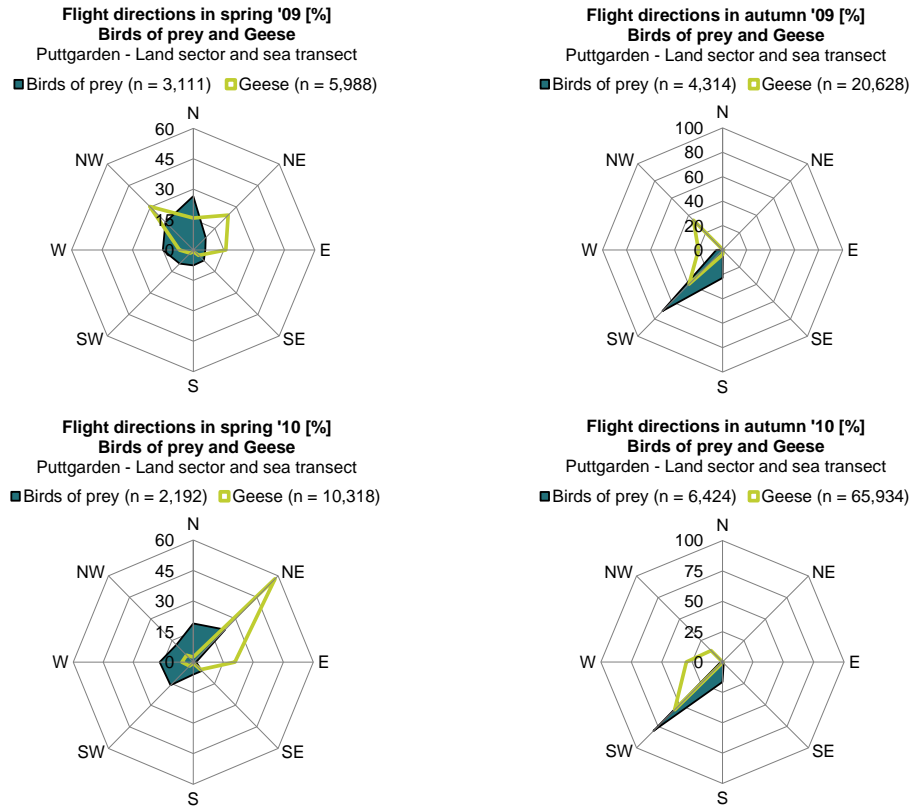 Flight directions in spring '09 [%]
Birds of prey and Geese
Puttgarden - Land sector and sea transect
Birds of prey (n = 3,111) Geese (n = 5,988)
N
60
NW
NE
45
30
15
W
0
E
SW
SE
S
Flight directions in autumn '09 [%]
Birds of prey and Geese
Puttgarden - Land sector and sea transect
Birds of prey (n = 4,314) Geese (n = 20,628)
N
100
NW
NE
80
60
40
20
W
0
E
SW
SE
S
Flight directions in spring '10 [%]
Birds of prey and Geese
Puttgarden - Land sector and sea transect
Birds of prey (n = 2,192) Geese (n = 10,318)
N
60
NW
NE
45
30
15
W
0
E
SW
SE
S
Flight directions in autumn '10 [%]
Birds of prey and Geese
Puttgarden - Land sector and sea transect
Birds of prey (n = 6,424) Geese (n = 65,934)
N
100
NW
NE
75
50
25
W
0
E
SW
SE
S